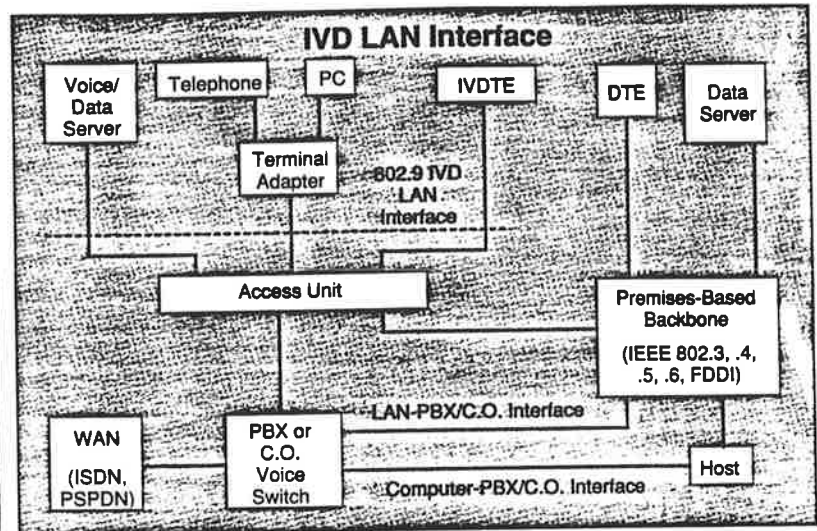 IVD LAN Interface
Voice/
Data
Server
Telephone
PC
IVDTE
DTE
Data
Server
Terminal
Adapter
802.9 IVD
LAN
Interface
Access Unit
Premises-Based
Backbone
(IEEE 802.3, .4,
.5, .6, FDDI)
LAN-PBX/C.O. Interface
WAN
(ISDN,
PSPDN)
PBX or
C.O.
Voice
Switch
Host
Computer-PBX/C.O. Interface